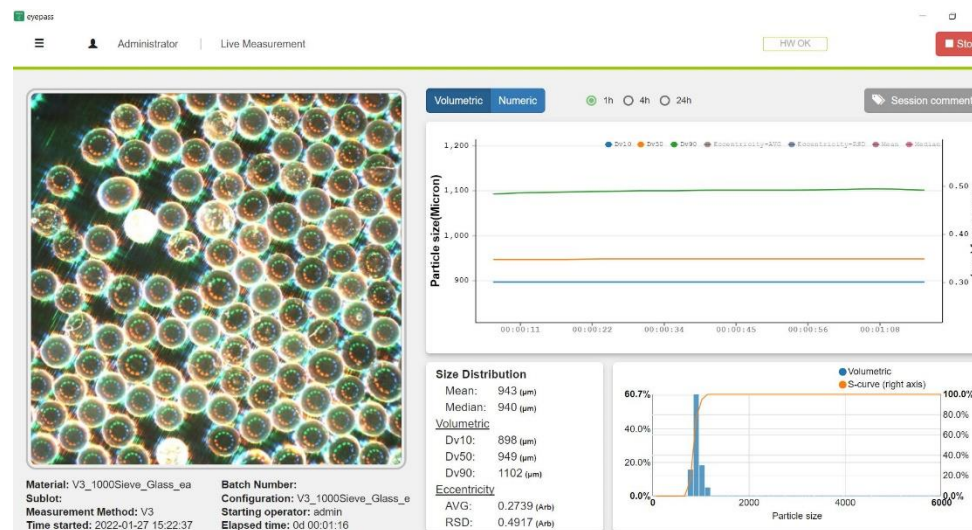 eyepass
Administrator | Live Measurement
HW OK
Sto
Volumetric Numeric
1h 4h 24h
Session comment
Dv10 Dv50 Dv90 Eccentricity-AVG Eccentricity-RSD Mean Median
Particle size(Micron)
1,200
1,100
1,000
900
0.50
0.40
0.30
00:00:11 00:00:22 00:00:34 00:00:45 00:00:56 00:01:08
Size Distribution
Mean: 943 (μm)
Median: 940 (μm)
Volumetric
Dv10: 898 (μm)
Dv50: 949 (μm)
Dv90: 1102 (μm)
Eccentricity
AVG: 0.2739 (Arb)
RSD: 0.4917 (Arb)
Volumetric
S-curve (right axis)
60.7%
40.0%
20.0%
0.0%
100.0%
80.0%
60.0%
40.0%
20.0%
0.0%
0 2000 4000 6000
Particle size
Material: V3_1000Sieve_Glass_ea
Sublot:
Measurement Method: V3
Time started: 2022-01-27 15:22:37
Batch Number:
Configuration: V3_1000Sieve_Glass_e
Starting operator: admin
Elapsed time: 0d 00:01:16